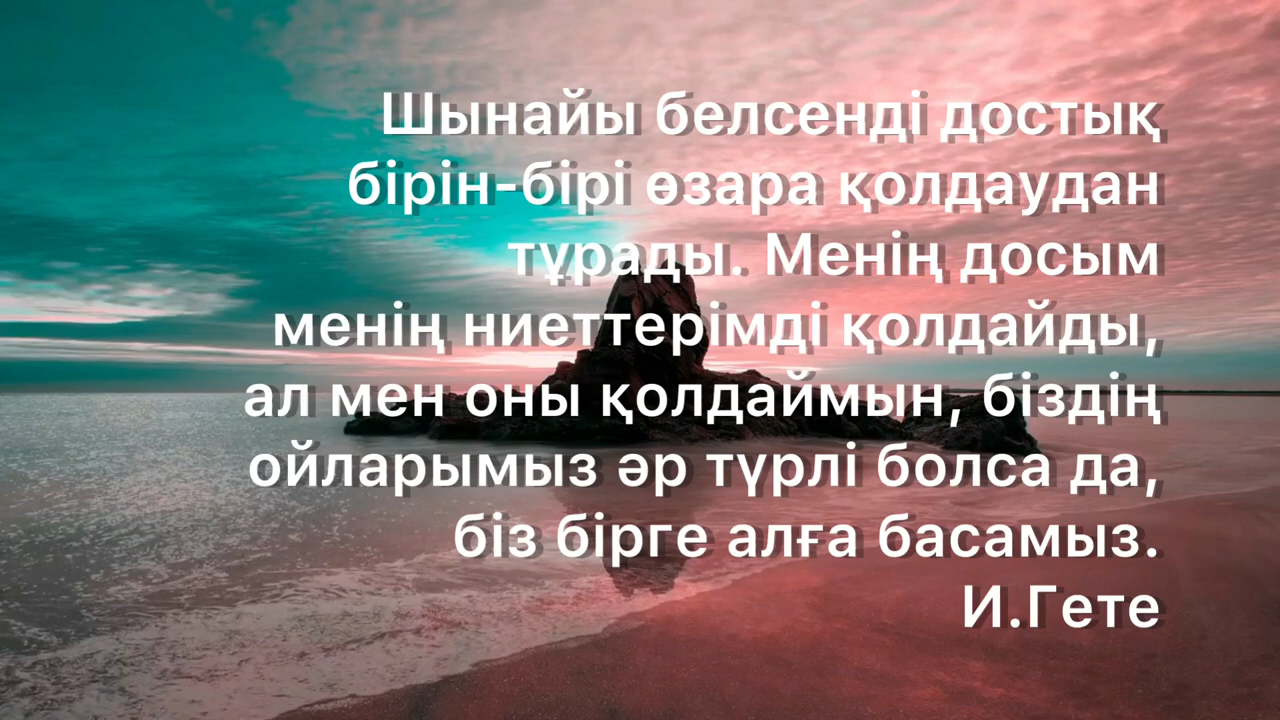 Шынайы белсенді достық
бірін-бірі өзара қолдаудан
тұрады. Менің досым
менің ниеттерімді қолдайды,
ал мен оны қолдаймын, біздің
ойларымыз әр түрлі болса да,
біз бірге алға басамыз.
И.Гете